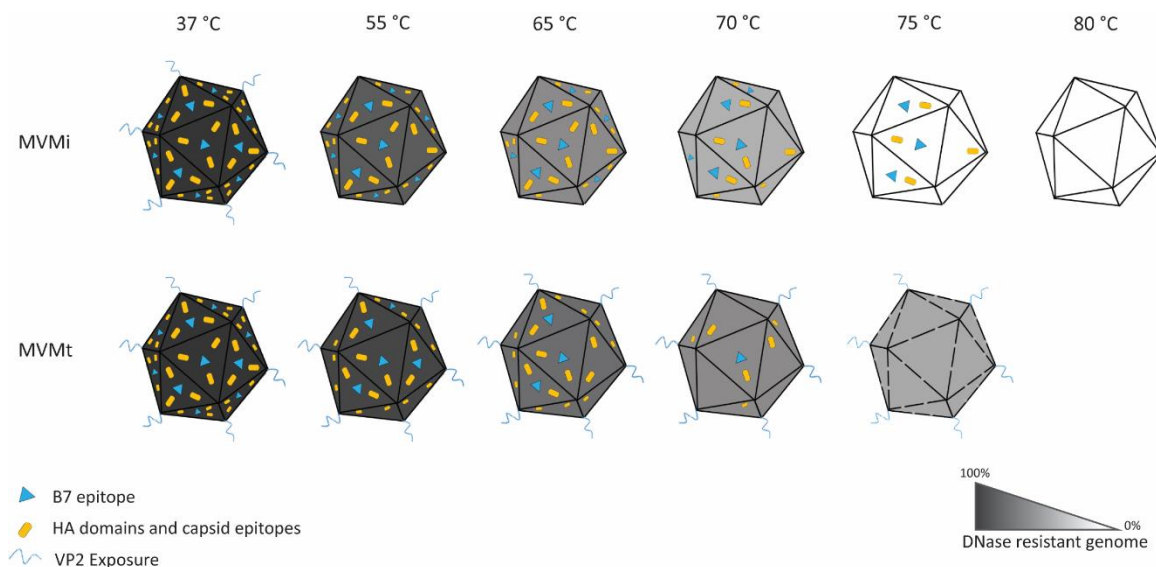 37 °C 55 °C 65 °C 70 °C 75 °C 80 °C
MVMi
MVMt
B7 epitope
HA domains and capsid epitopes
VP2 Exposure
100%
0%
DNase resistant genome